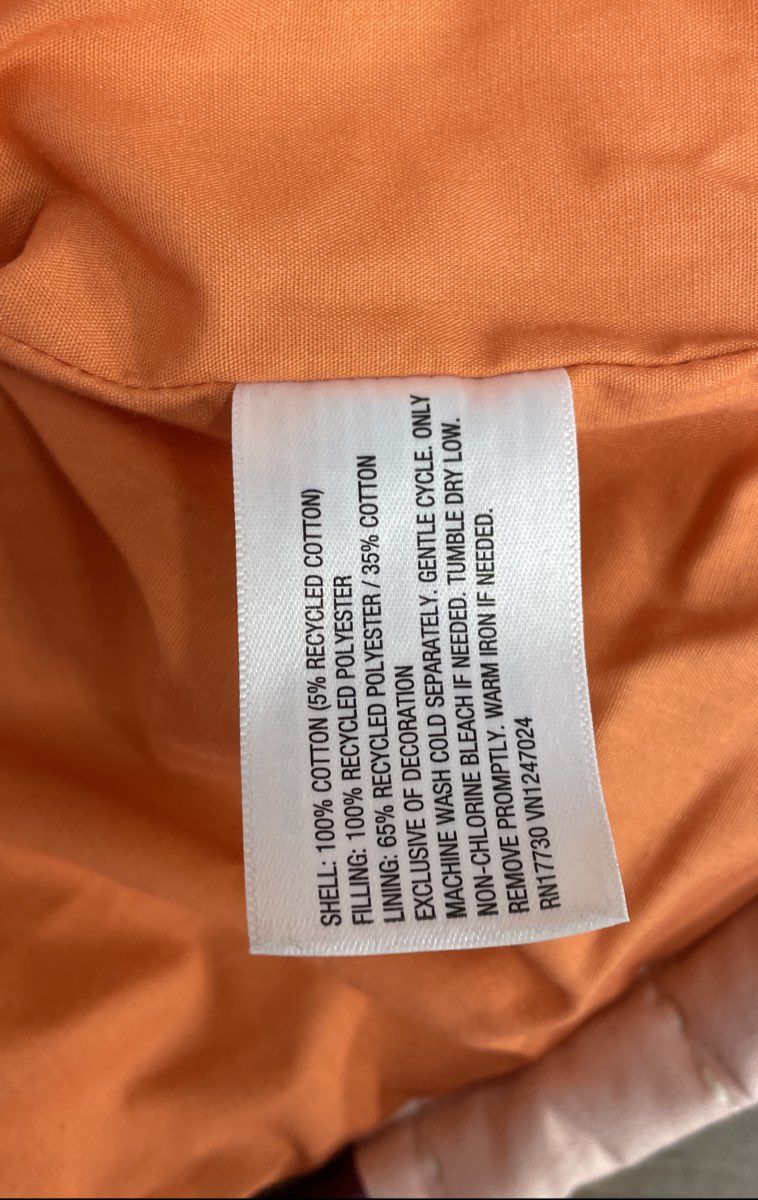 SHELL: 100% COTTON (5% RECYCLED COTTON)
FILLING: 100% RECYCLED POLYESTER
LINING: 65% RECYCLED POLYESTER / 35% COTTON
EXCLUSIVE OF DECORATION
MACHINE WASH COLD SEPARATELY. GENTLE CYCLE. ONLY
NON-CHLORINE BLEACH IF NEEDED. TUMBLE DRY LOW.
REMOVE PROMPTLY. WARM IRON IF NEEDED.
RN17730 VN1247024